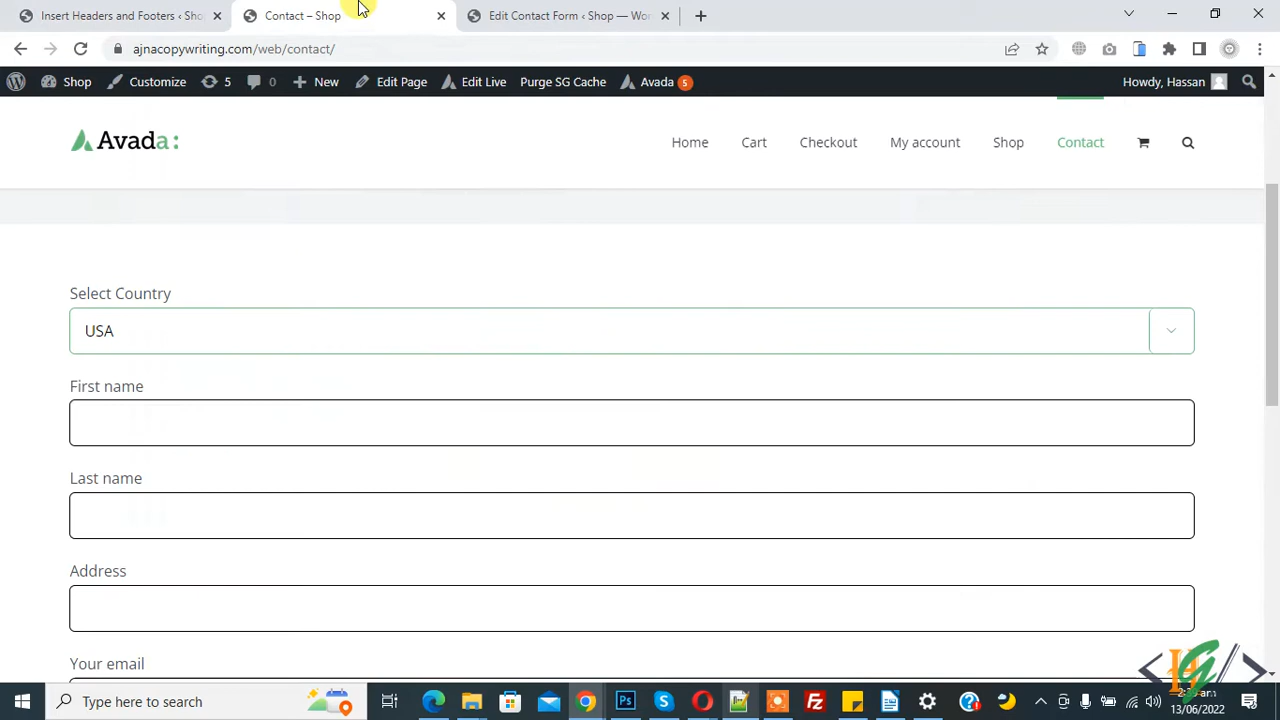 Insert Headers and Footers ‹ Sho
Contact – Shop
Edit Contact Form ‹ Shop — Wor
ajnacopywriting.com/web/contact/
Shop
Customize
5
0
New
Edit Page
Edit Live
Purge SG Cache
Avada 5
Howdy, Hassan
Avada:
Home
Cart
Checkout
My account
Shop
Contact
Select Country
USA
First name
Last name
Address
Your email
Type here to search
13/06/2022